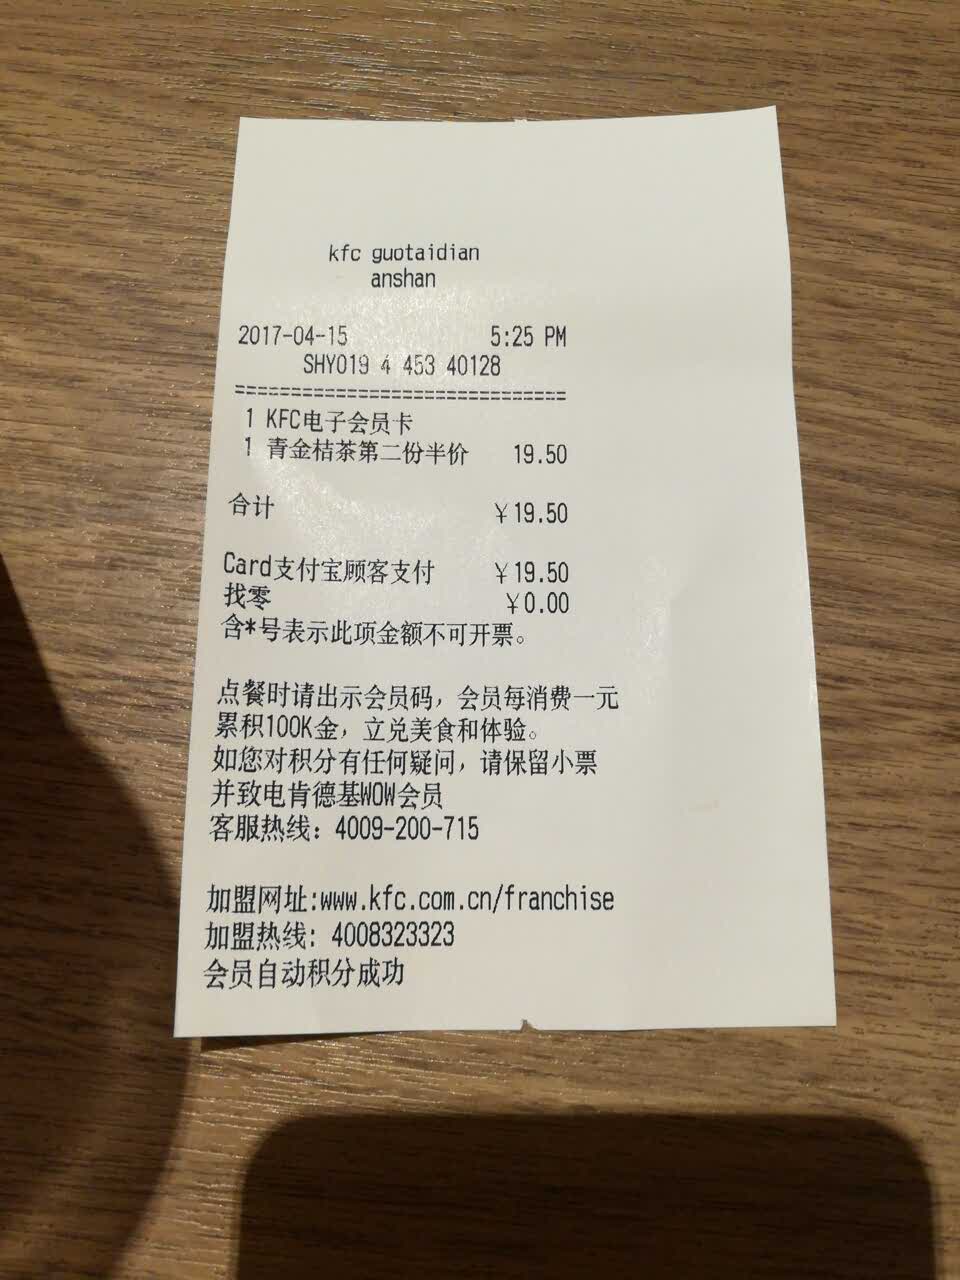 kfc guotaidian
anshan
2017-04-15 5:25 PM
SHY019 4 453 40128
================================
1 KFC电子会员卡
1 青金桔茶第二份半价 19.50
合计 ¥19.50
Card支付宝顾客支付 ¥19.50
找零 ¥0.00
含*号表示此项金额不可开票。
点餐时请出示会员码，会员每消费一元
累积100K金，立兑美食和体验。
如您对积分有任何疑问，请保留小票
并致电肯德基WOW会员
客服热线：4009-200-715
加盟网址:www.kfc.com.cn/franchise
加盟热线: 4008323323
会员自动积分成功